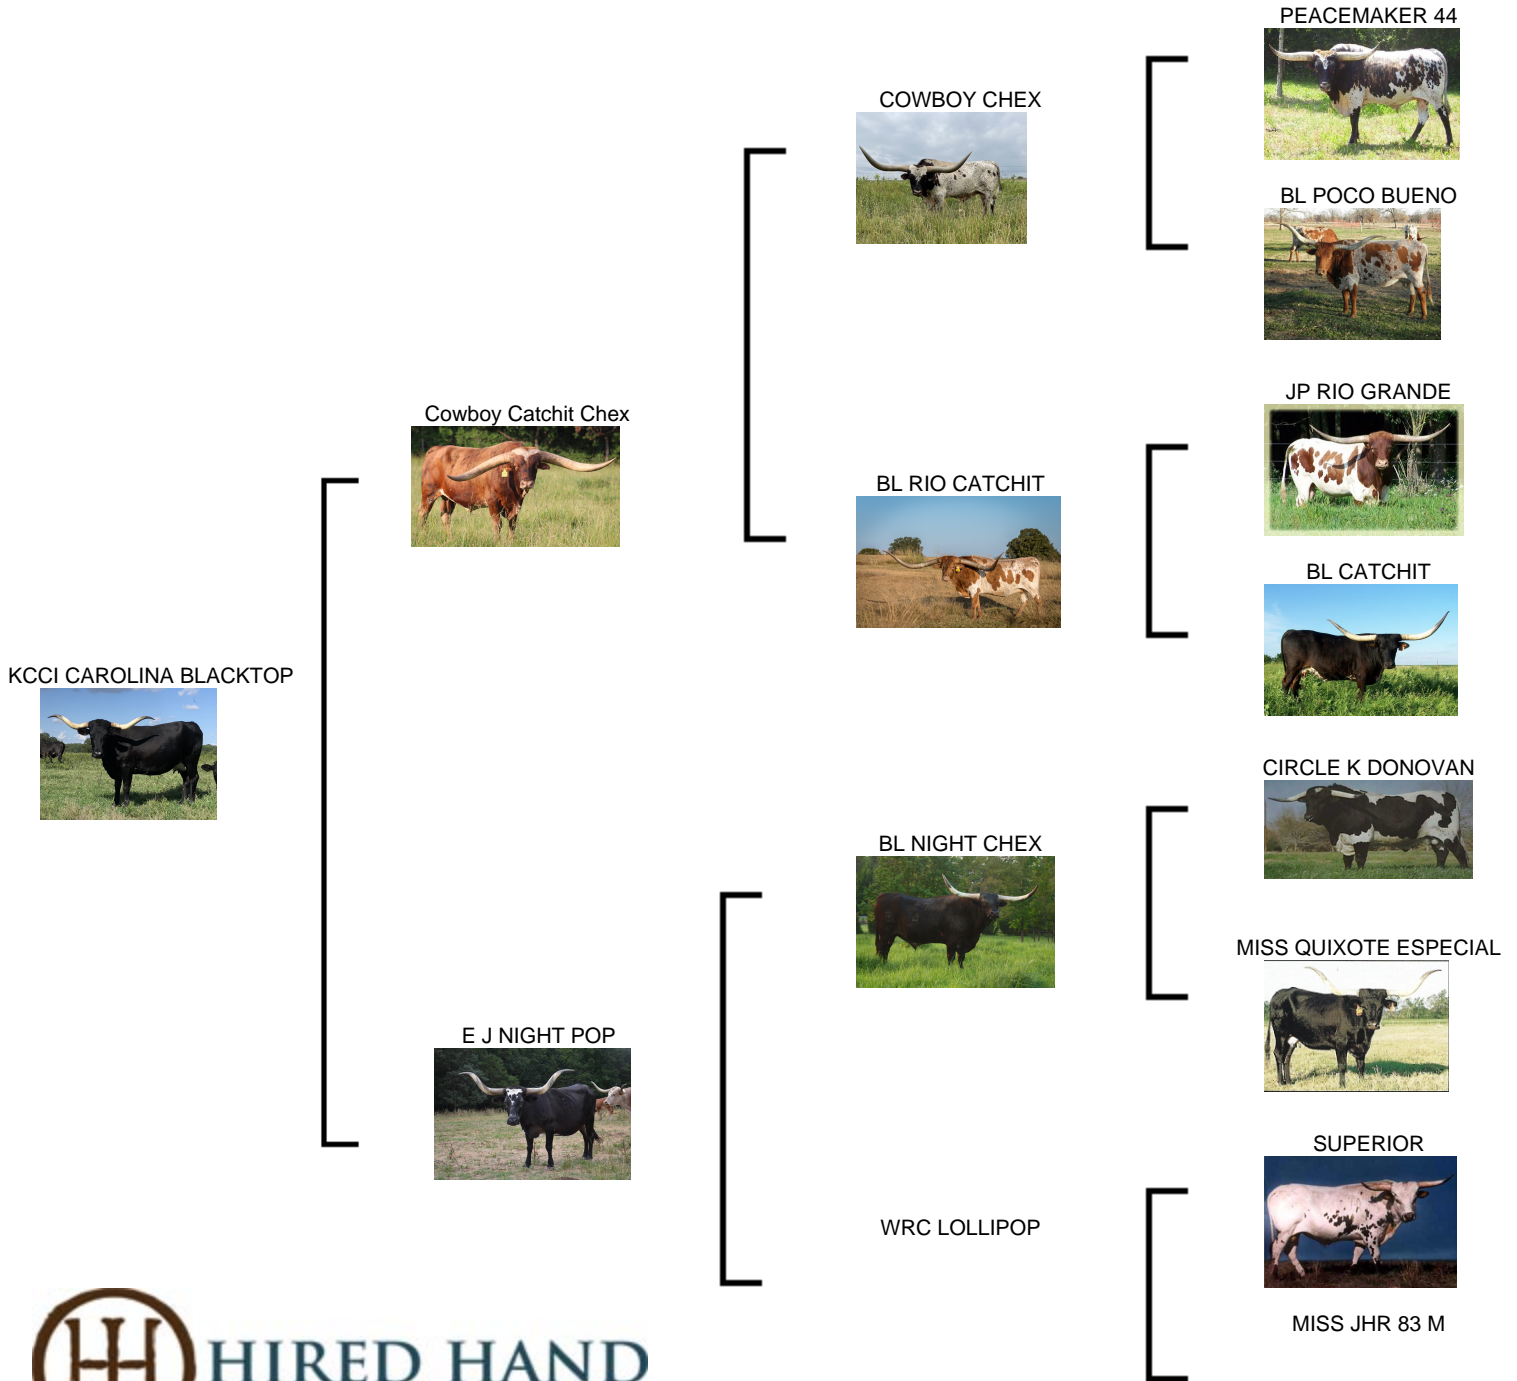 PEACEMAKER 44
COWBOY CHEX
BL POCO BUENO
JP RIO GRANDE
Cowboy Catchit Chex
BL RIO CATCHIT
BL CATCHIT
KCCI CAROLINA BLACKTOP
CIRCLE K DONOVAN
BL NIGHT CHEX
MISS QUIXOTE ESPECIAL
E J NIGHT POP
SUPERIOR
WRC LOLLIPOP
MISS JHR 83 M
HIRED HAND